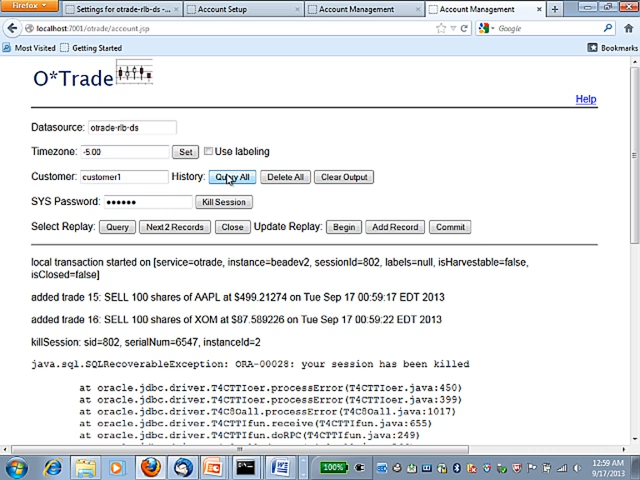 Firefox
Settings for otrade-rlb-ds - ...
Account Setup
Account Management
Account Management
localhost:7001/otrade/account.jsp
Google
Most Visited
Getting Started
Bookmarks
O*Trade
Help
Datasource: otrade-rlb-ds
Timezone: -5:00 Set Use labeling
Customer: customer1 History: Query All Delete All Clear Output
SYS Password: •••••• Kill Session
Select Replay: Query Next 2 Records Close Update Replay: Begin Add Record Commit
local transaction started on [service=otrade, instance=beadev2, sessionId=802, labels=null, isHarvestable=false,
isClosed=false]
added trade 15: SELL 100 shares of AAPL at $499.21274 on Tue Sep 17 00:59:17 EDT 2013
added trade 16: SELL 100 shares of XOM at $87.589226 on Tue Sep 17 00:59:22 EDT 2013
killSession: sid=802, serialNum=6547, instanceId=2
java.sql.SQLRecoverableException: ORA-00028: your session has been killed
at oracle.jdbc.driver.T4CTTIoer.processError(T4CTTIoer.java:450)
at oracle.jdbc.driver.T4CTTIoer.processError(T4CTTIoer.java:399)
at oracle.jdbc.driver.T4C8Oall.processError(T4C8Oall.java:1017)
at oracle.jdbc.driver.T4CTTIfun.receive(T4CTTIfun.java:655)
at oracle.jdbc.driver.T4CTTIfun.doRPC(T4CTTIfun.java:249)
100%
12:59 AM
9/17/2013